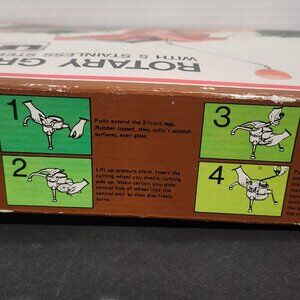 ROTARY GR
WITH 5 STAINLESS STE
1
Fully extend the 2 front legs.
Rubber tipped, they willn't scratch
surfaces, even glass.
2
Lift up pressure plate. Insert the
cutting wheel you desire, cutting
side up. Make certain you slide
central hub of wheel into the
central slot so that disc freely
turns.
3
4